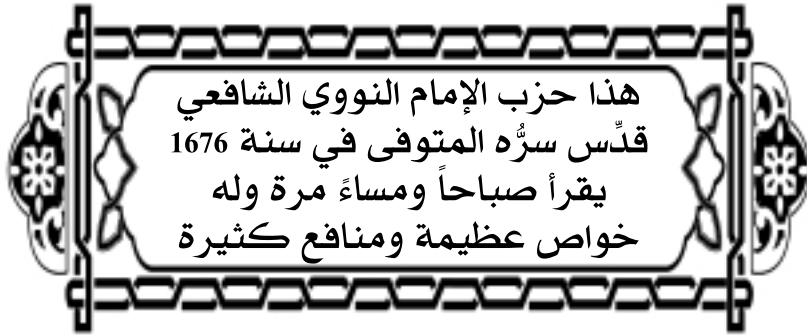 هذا حزب الإمام النووي الشافعي
قدِّس سرُّه المتوفى في سنة 1676
يقرأ صباحاً ومساءً مرة وله
خواص عظيمة ومنافع كثيرة